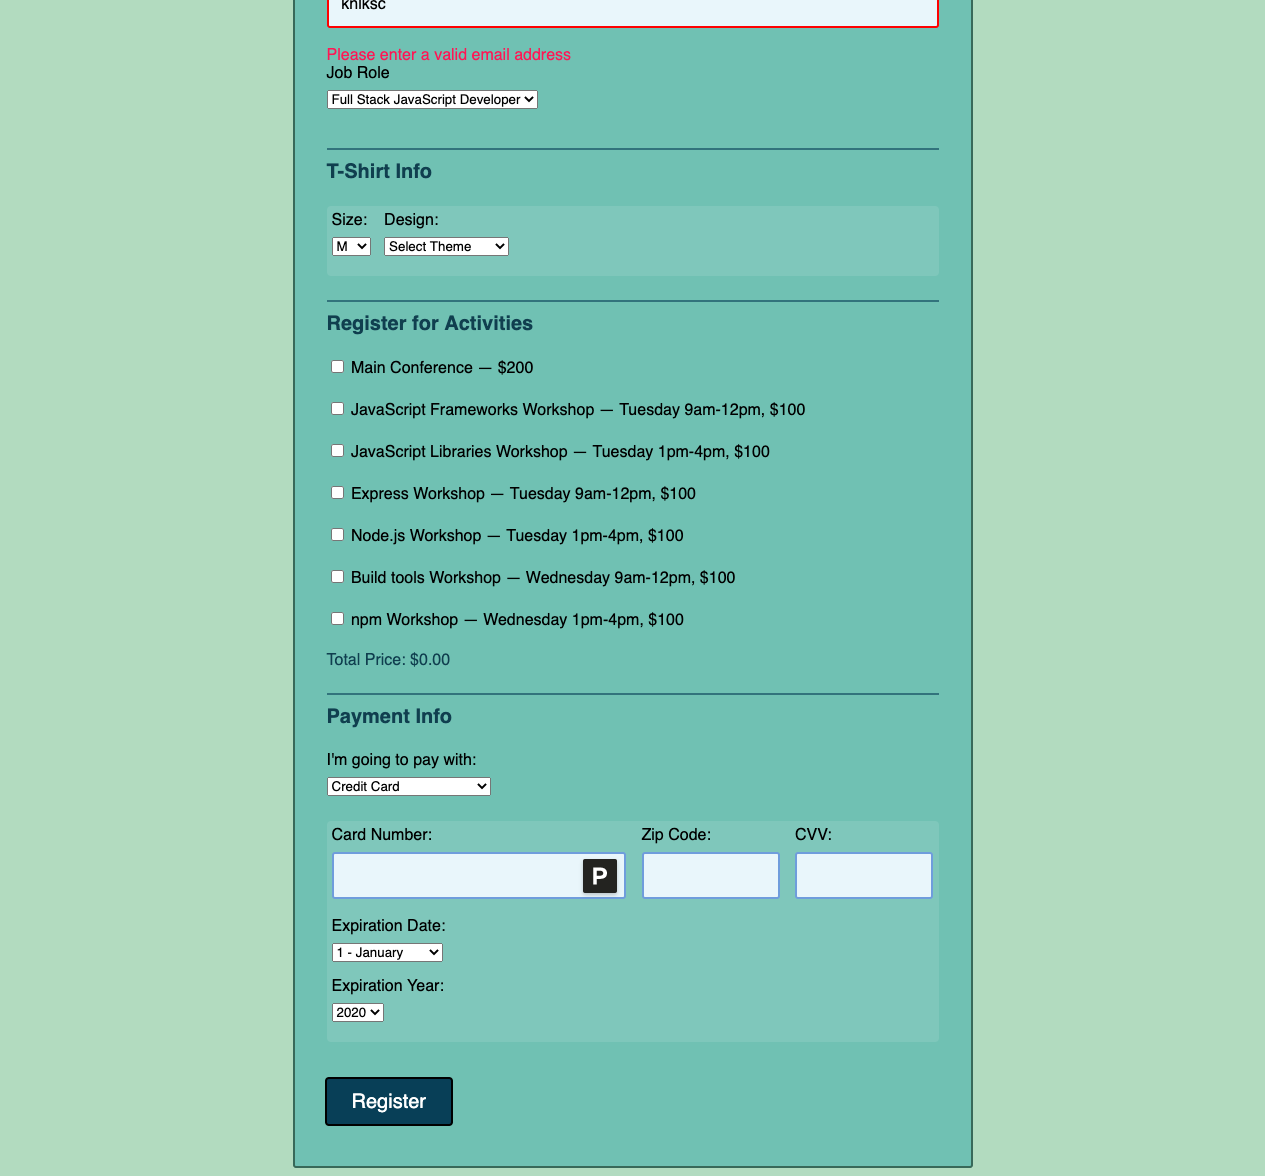 knlksc
Please enter a valid email address
Job Role
Full Stack JavaScript Developer
T-Shirt Info
Size: Design:
M Select Theme
Register for Activities
Main Conference — $200
JavaScript Frameworks Workshop — Tuesday 9am-12pm, $100
JavaScript Libraries Workshop — Tuesday 1pm-4pm, $100
Express Workshop — Tuesday 9am-12pm, $100
Node.js Workshop — Tuesday 1pm-4pm, $100
Build tools Workshop — Wednesday 9am-12pm, $100
npm Workshop — Wednesday 1pm-4pm, $100
Total Price: $0.00
Payment Info
I'm going to pay with:
Credit Card
Card Number: Zip Code: CVV:
P
Expiration Date:
1 - January
Expiration Year:
2020
Register